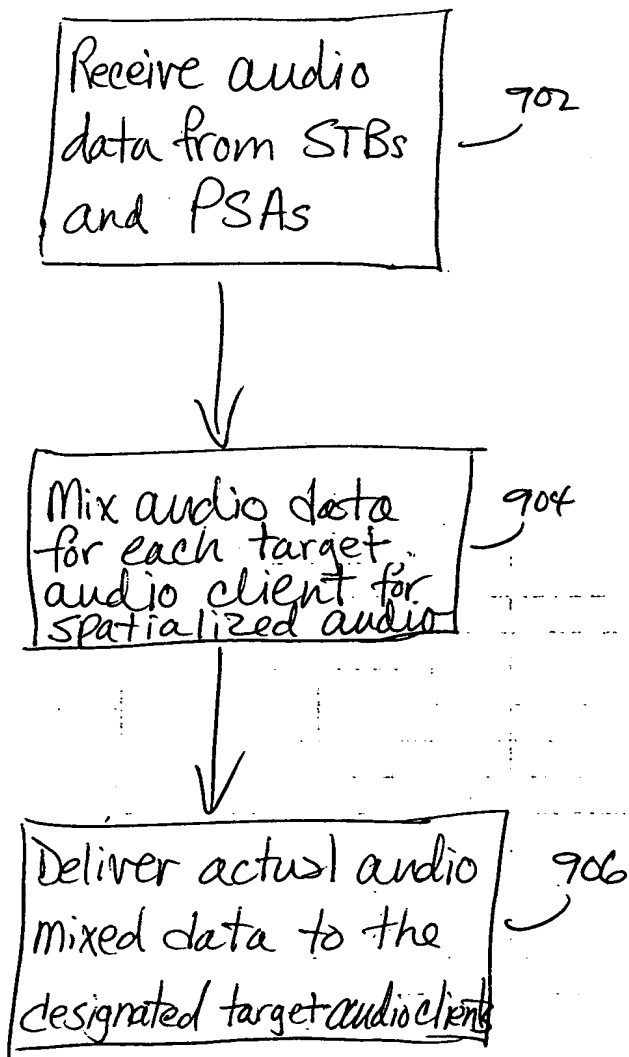 Receive audio
data from STBs
and PSAs
902
Mix audio data
for each target
audio client for
spatialized audio
904
Deliver actual audio
mixed data to the
designated target audio clients
906